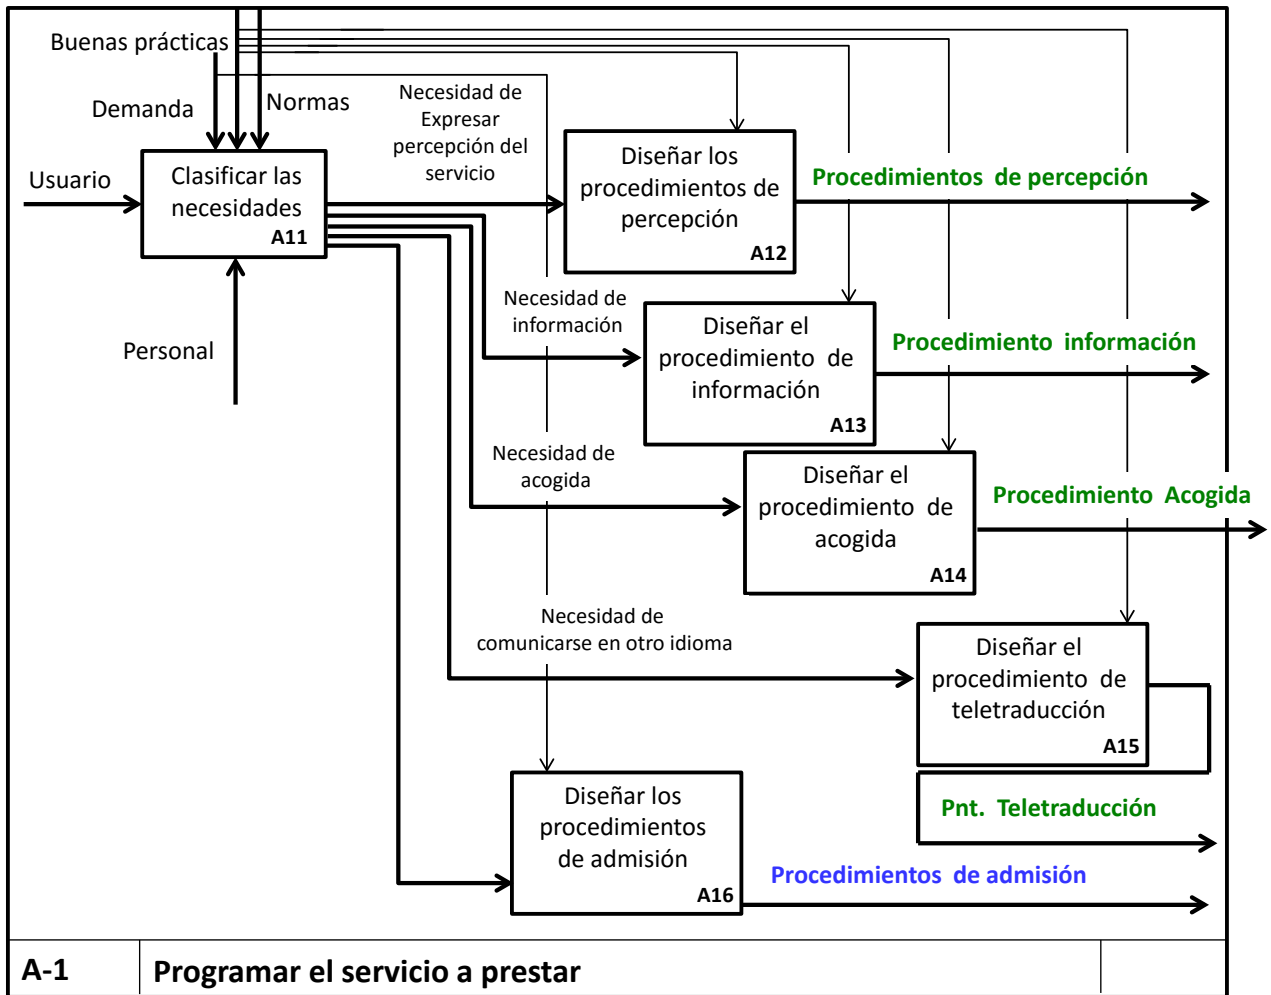 Buenas prácticas
Demanda
Normas
Necesidad de
Expresar
percepción del
servicio
Usuario
Clasificar las
necesidades
A11
Diseñar los
procedimientos de
percepción
A12
Procedimientos de percepción
Personal
Necesidad de
información
Diseñar el
procedimiento de
información
A13
Procedimiento información
Necesidad de
acogida
Diseñar el
procedimiento de
acogida
A14
Procedimiento Acogida
Necesidad de
comunicarse en otro idioma
Diseñar el
procedimiento de
teletraducción
A15
Pnt. Teletraducción
Diseñar los
procedimientos
de admisión
A16
Procedimientos de admisión
A-1
Programar el servicio a prestar